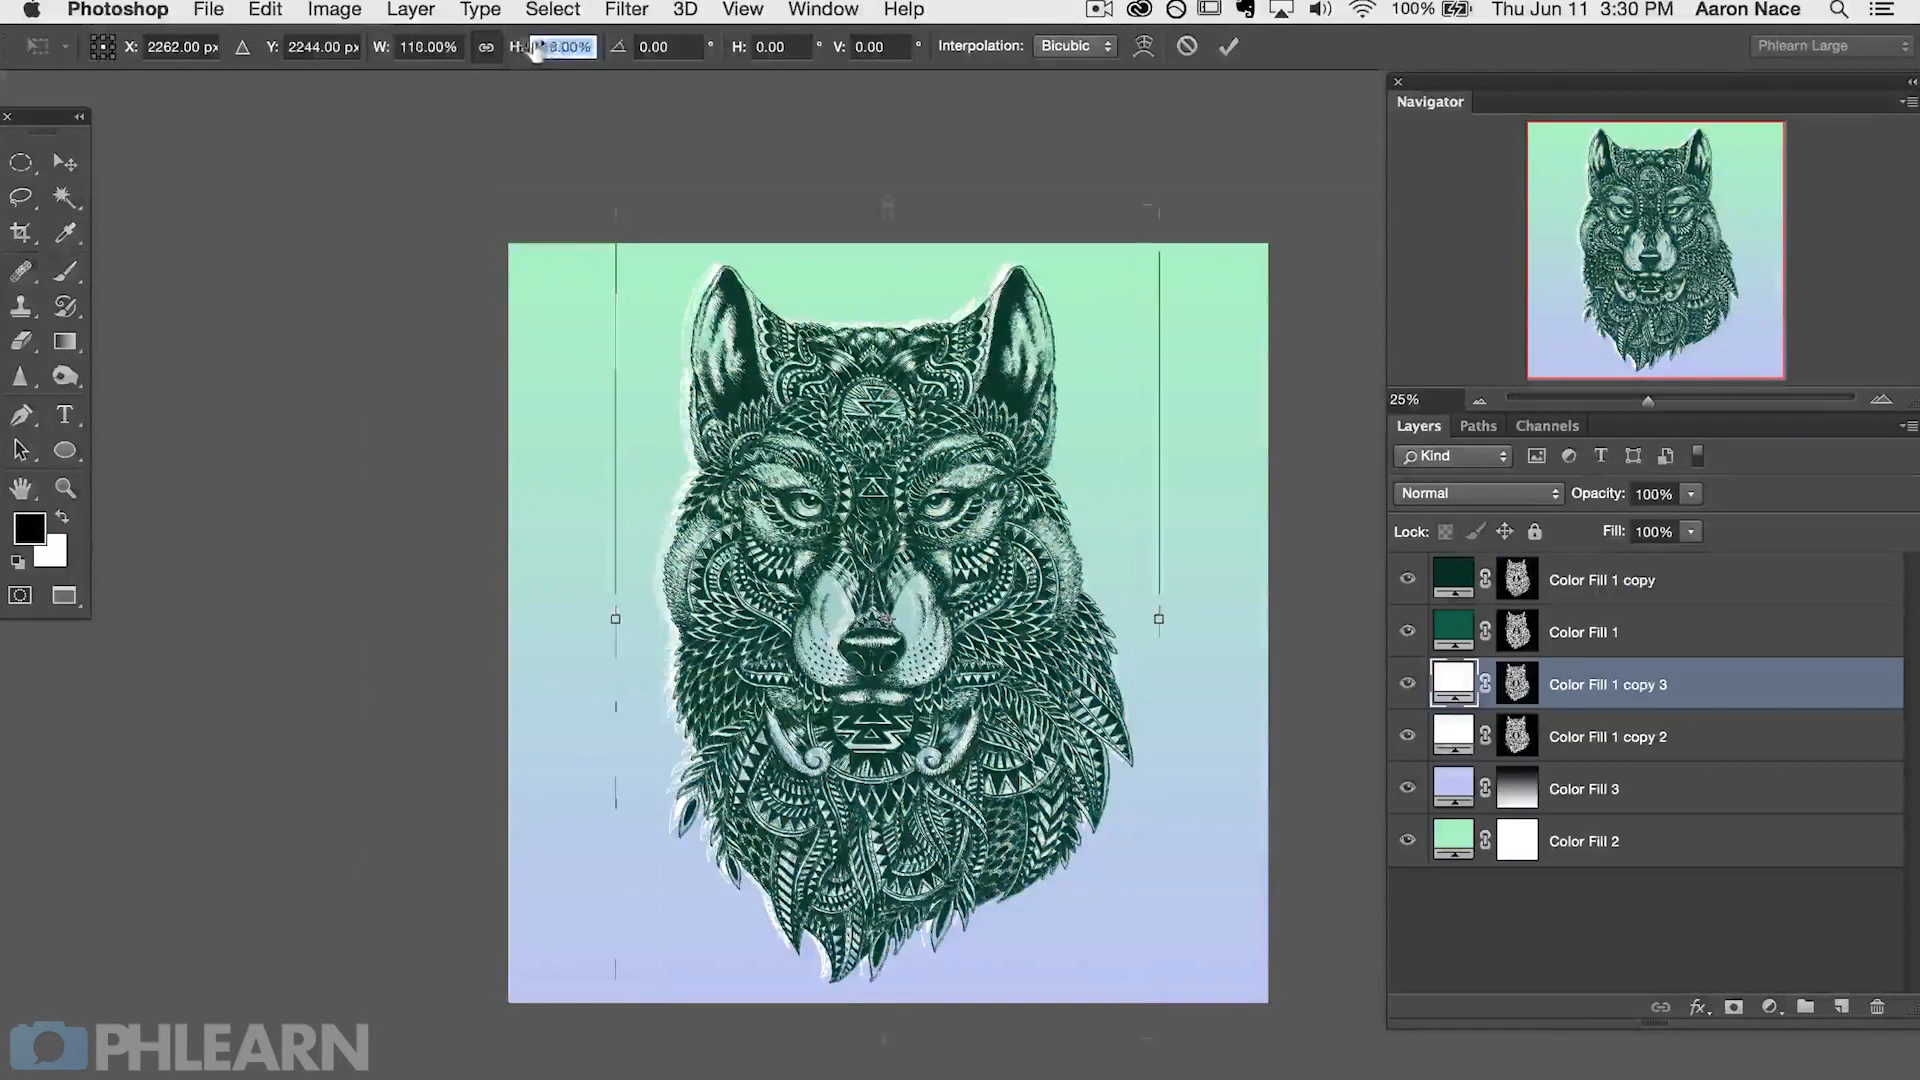 Photoshop File Edit Image Layer Type Select Filter 3D View Window Help 100% Thu Jun 11 3:30 PM Aaron Nace
X: 2262.00 px Y: 2244.00 px W: 110.00% H: 0.00 ° H: 0.00 ° V: 0.00 ° Interpolation: Bicubic Phlearn Large
Navigator
25%
Layers Paths Channels
Kind T
Normal Opacity: 100%
Lock: Fill: 100%
Color Fill 1 copy
Color Fill 1
Color Fill 1 copy 3
Color Fill 1 copy 2
Color Fill 3
Color Fill 2
fx
PHLEARN